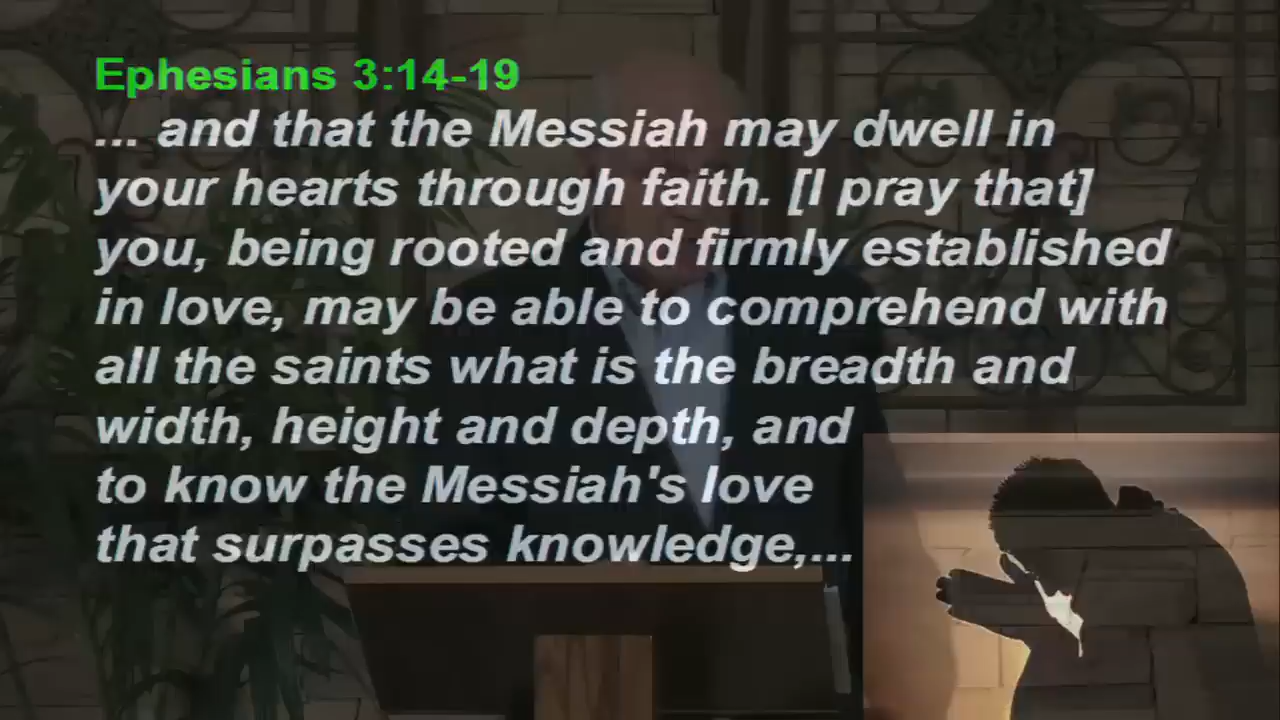 Ephesians 3:14-19
... and that the Messiah may dwell in
your hearts through faith. [I pray that]
you, being rooted and firmly established
in love, may be able to comprehend with
all the saints what is the breadth and
width, height and depth, and
to know the Messiah's love
that surpasses knowledge,...